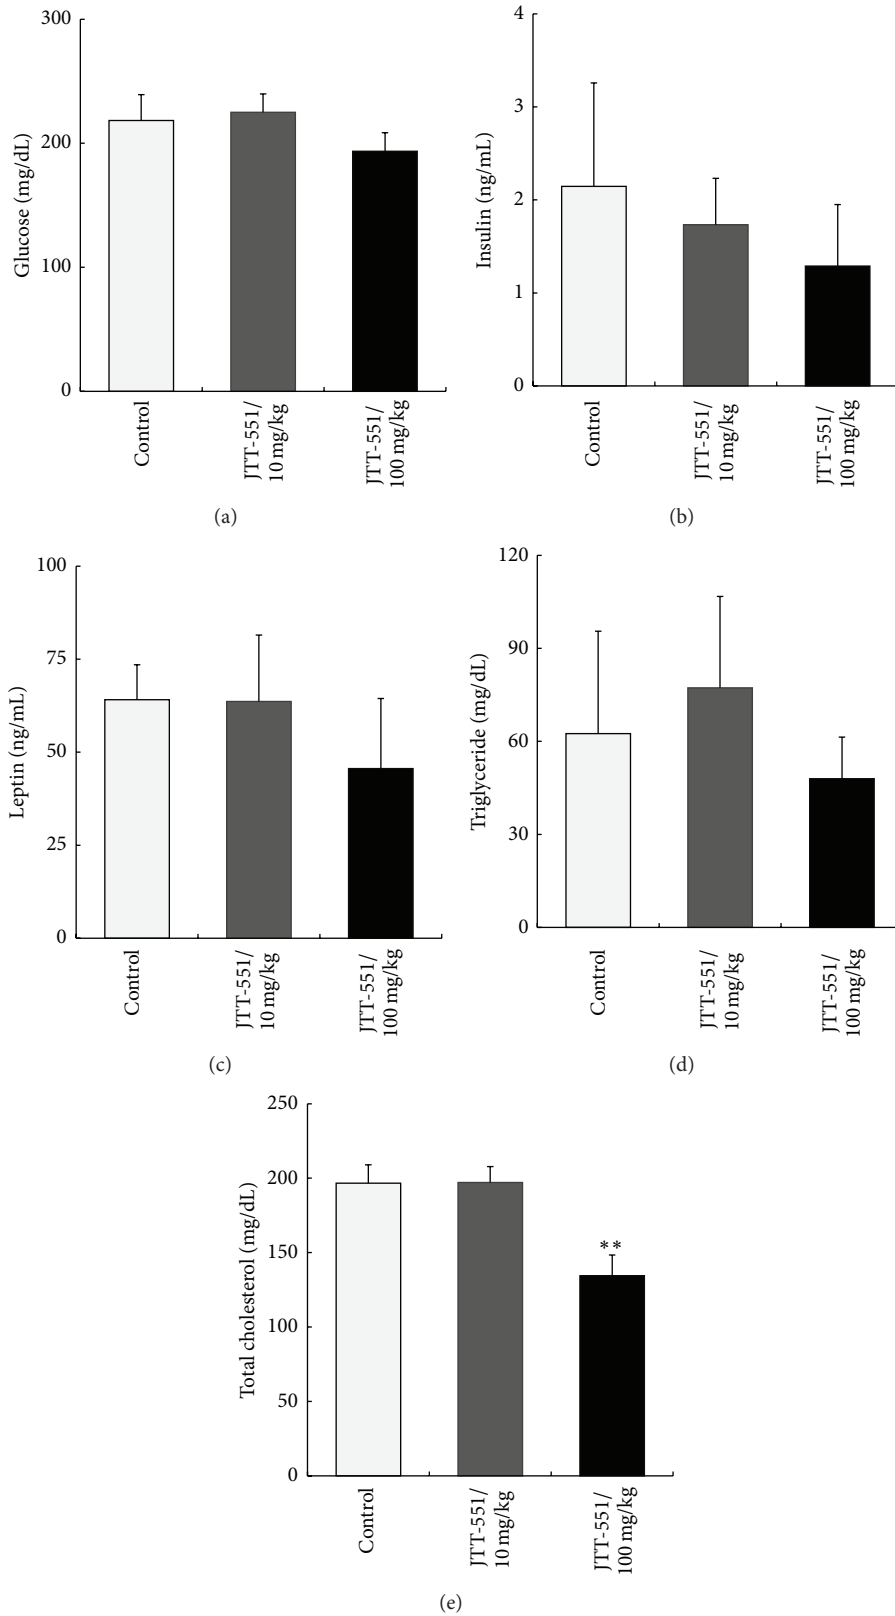 300
200
100
0
Glucose (mg/dL)
Control
JTT-551/
10 mg/kg
JTT-551/
100 mg/kg
(a)
4
3
2
1
0
Insulin (ng/mL)
Control
JTT-551/
10 mg/kg
JTT-551/
100 mg/kg
(b)
100
75
50
25
0
Leptin (ng/mL)
Control
JTT-551/
10 mg/kg
JTT-551/
100 mg/kg
(c)
120
90
60
30
0
Triglyceride (mg/dL)
Control
JTT-551/
10 mg/kg
JTT-551/
100 mg/kg
(d)
250
200
150
100
50
0
Total cholesterol (mg/dL)
**
Control
JTT-551/
10 mg/kg
JTT-551/
100 mg/kg
(e)